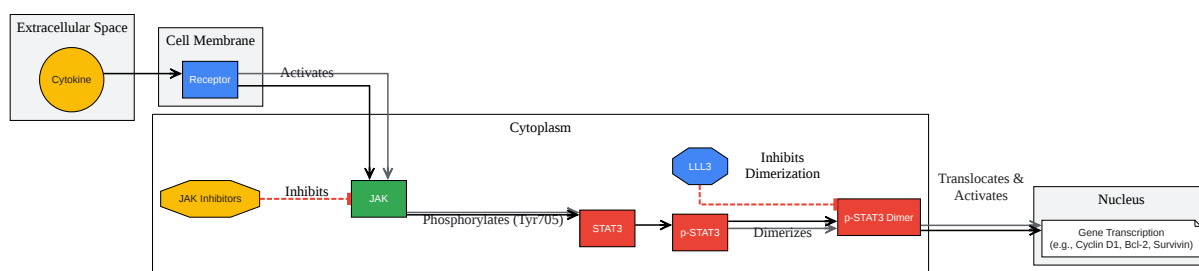 Extracellular Space
Cytokine
Cell Membrane
Receptor
Activates
Cytoplasm
JAK Inhibitors
Inhibits
JAK
Phosphorylates (Tyr705)
STAT3
LLL3
Inhibits
Dimerization
p-STAT3
Dimerizes
p-STAT3 Dimer
Translocates &
Activates
Nucleus
Gene Transcription
(e.g., Cyclin D1, Bcl-2, Survivin)